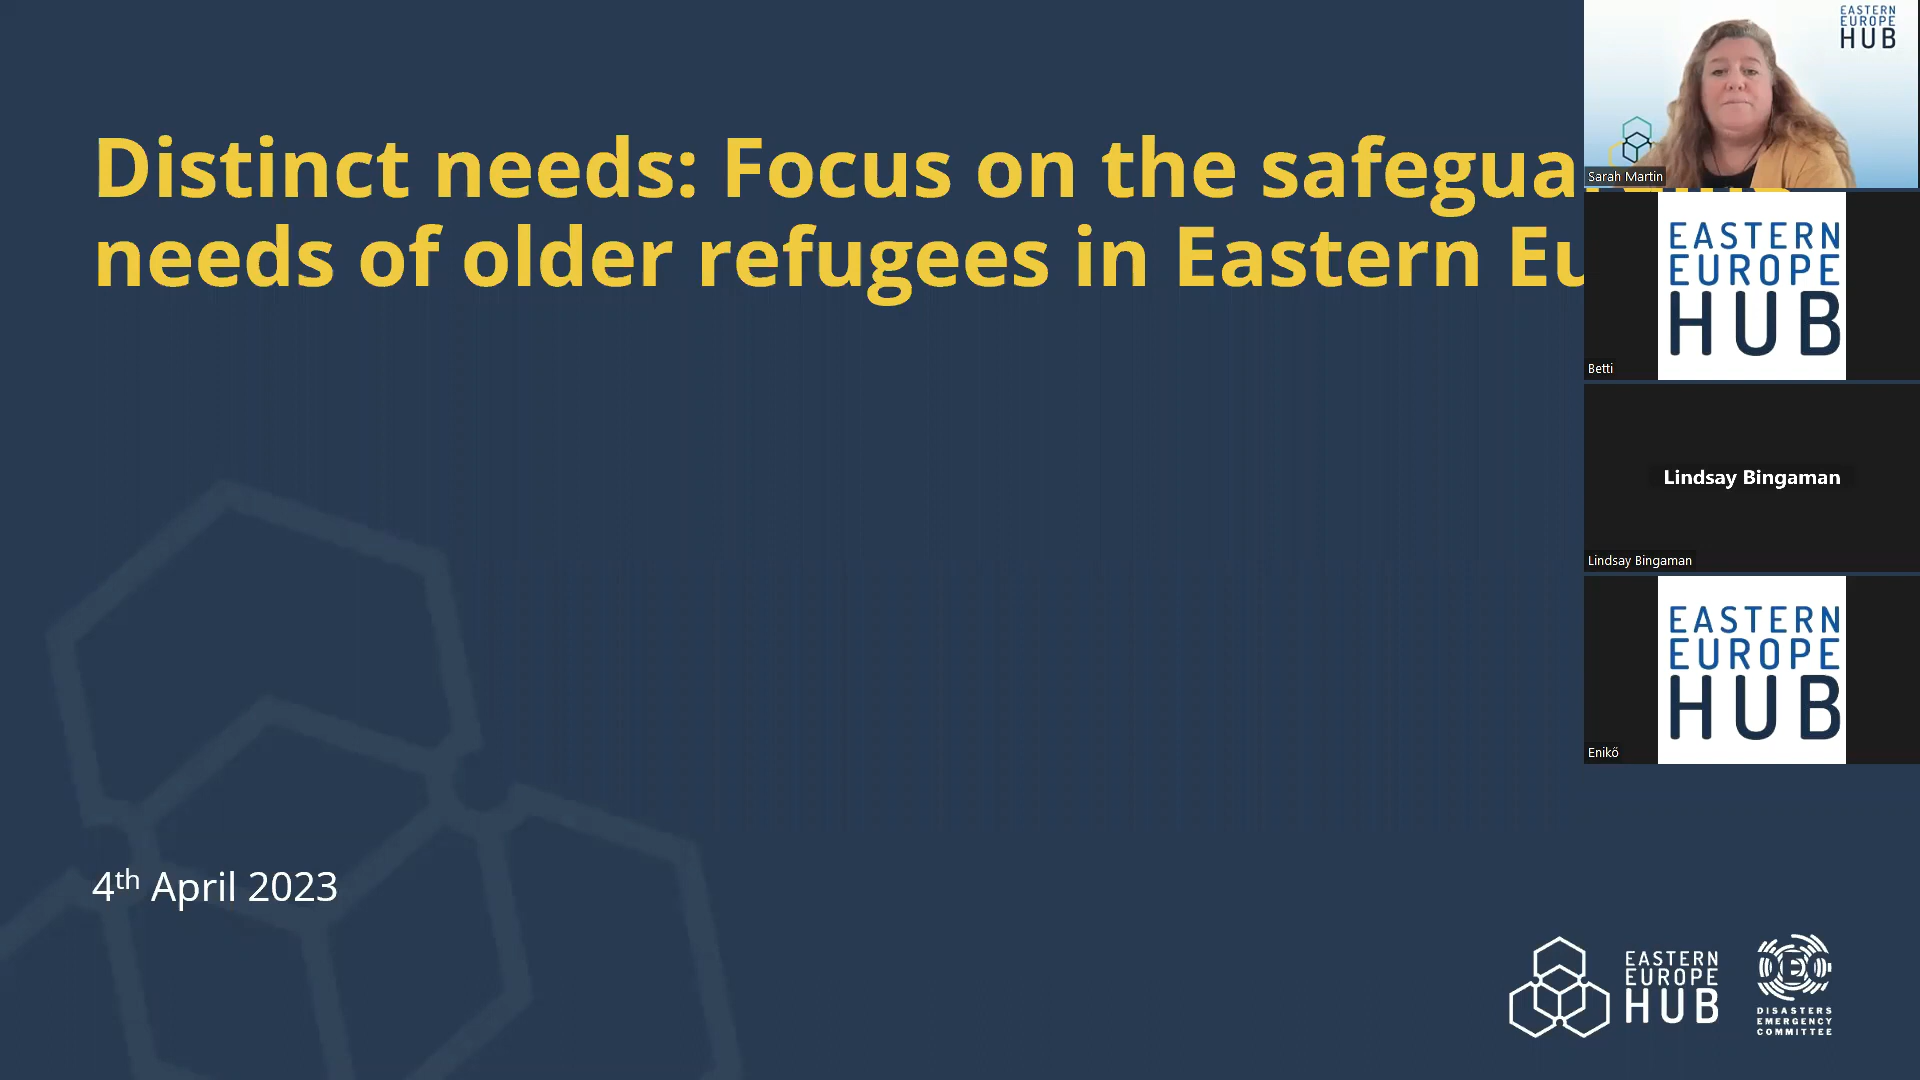 Distinct needs: Focus on the safegua
needs of older refugees in Eastern Eu
4th April 2023
EASTERN
EUROPE
HUB
Sarah Martin
EASTERN
EUROPE
HUB
Betti
Lindsay Bingaman
Lindsay Bingaman
EASTERN
EUROPE
HUB
Enikő
EASTERN
EUROPE
HUB
DEC
DISASTERS
EMERGENCY
COMMITTEE